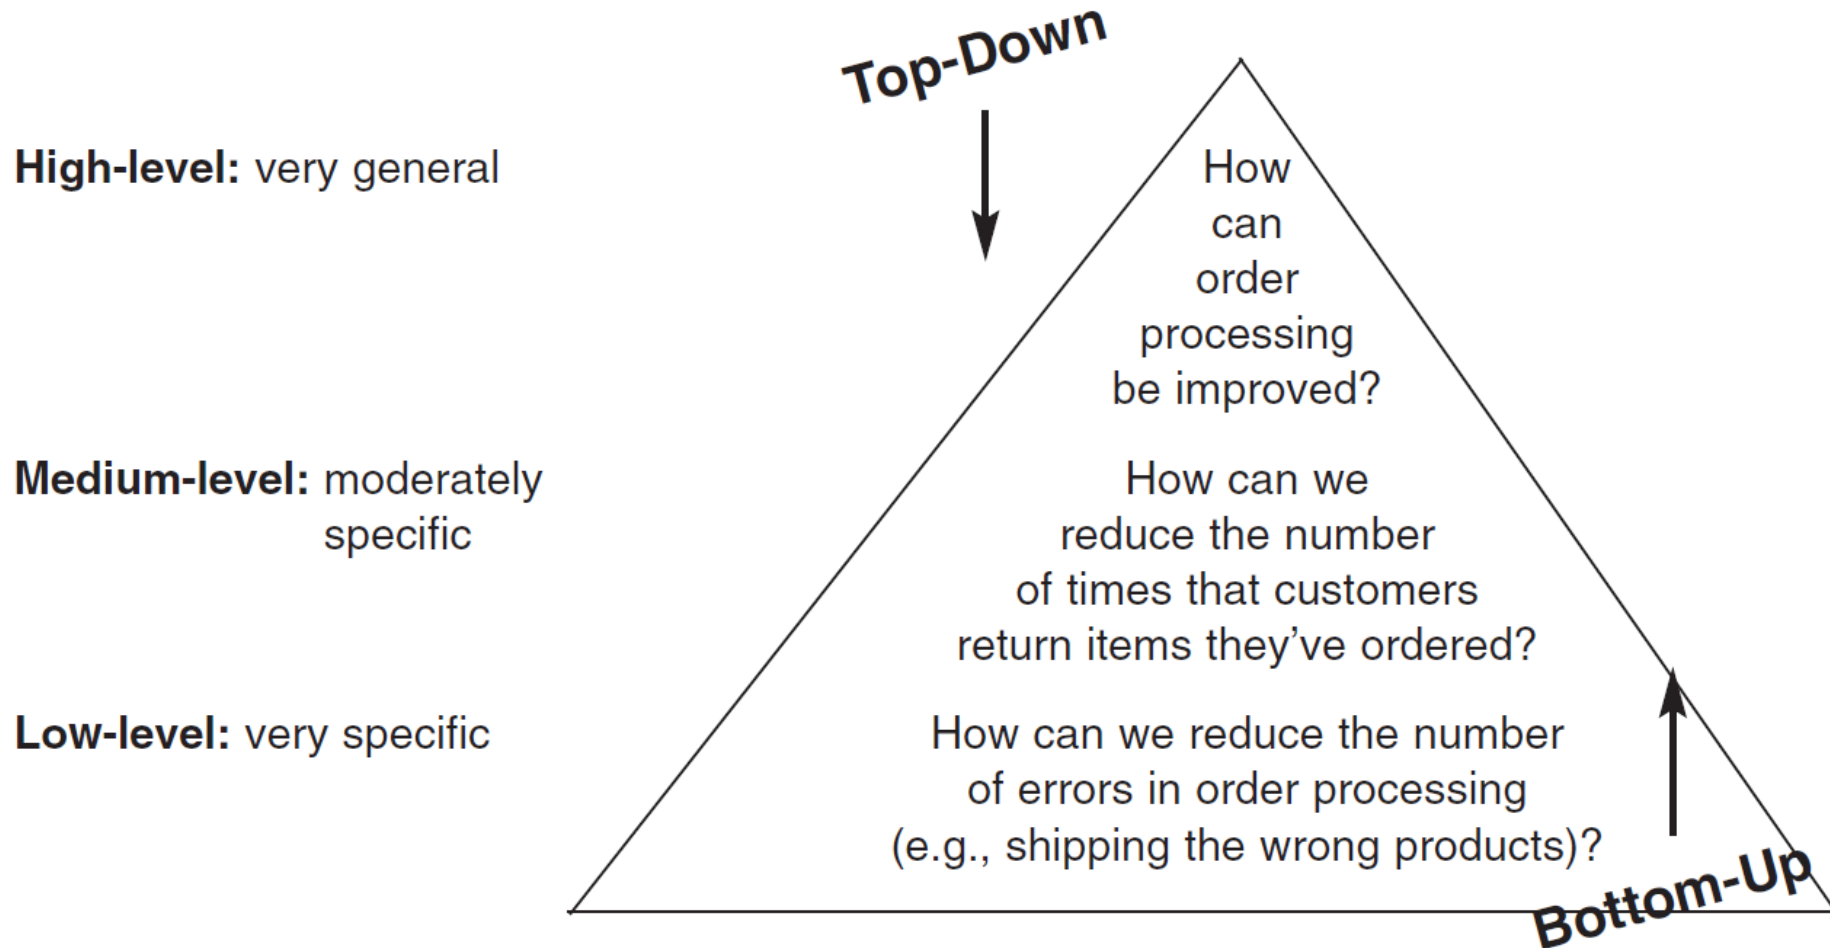 Top-Down
High-level: very general
How
can
order
processing
be improved?
Medium-level: moderately
specific
How can we
reduce the number
of times that customers
return items they’ve ordered?
Low-level: very specific
How can we reduce the number
of errors in order processing
(e.g., shipping the wrong products)?
Bottom-Up